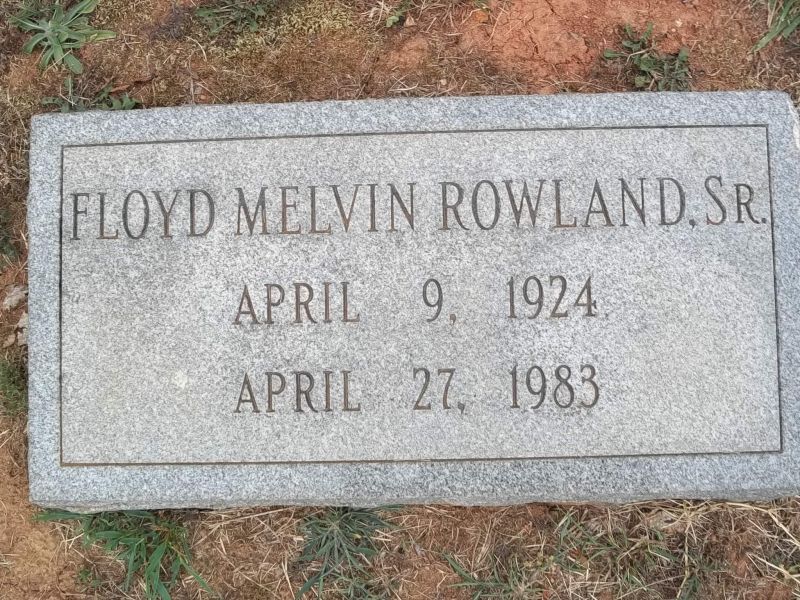 FLOYD MELVIN ROWLAND, SR.
APRIL 9, 1924
APRIL 27, 1983